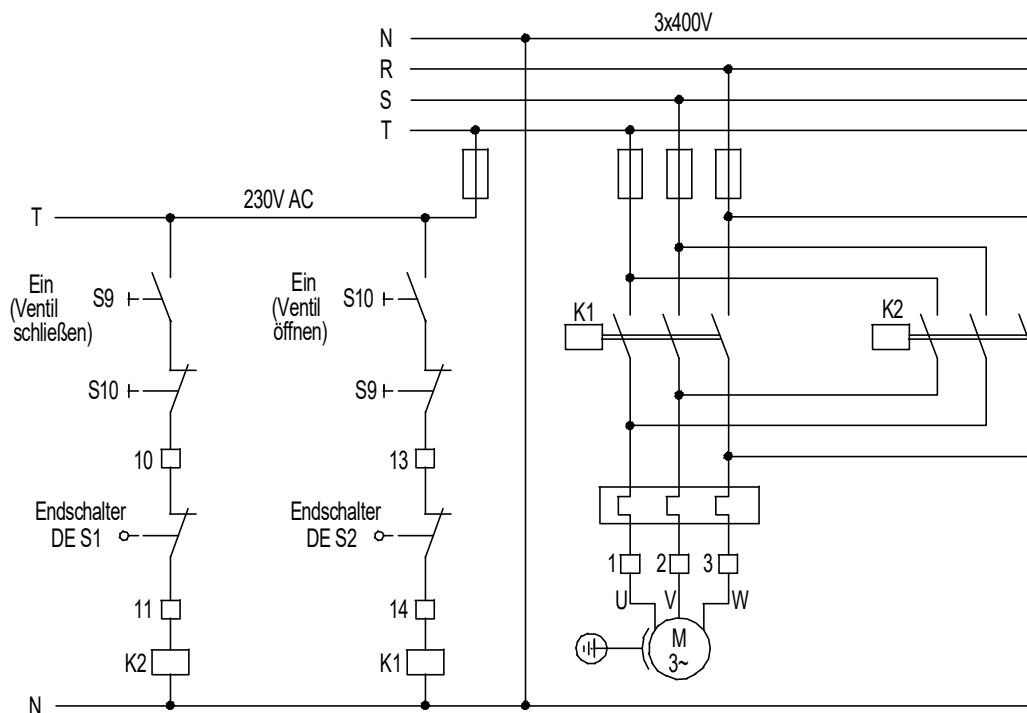 3x400V
N
R
S
T
230V AC
T
Ein
(Ventil
schließen)
S9
Ein
(Ventil
öffnen)
S10
K1
K2
S10
S9
10
13
Endschalter
DE S1
Endschalter
DE S2
1
2
3
U
V
W
11
14
M
3~
K2
K1
N